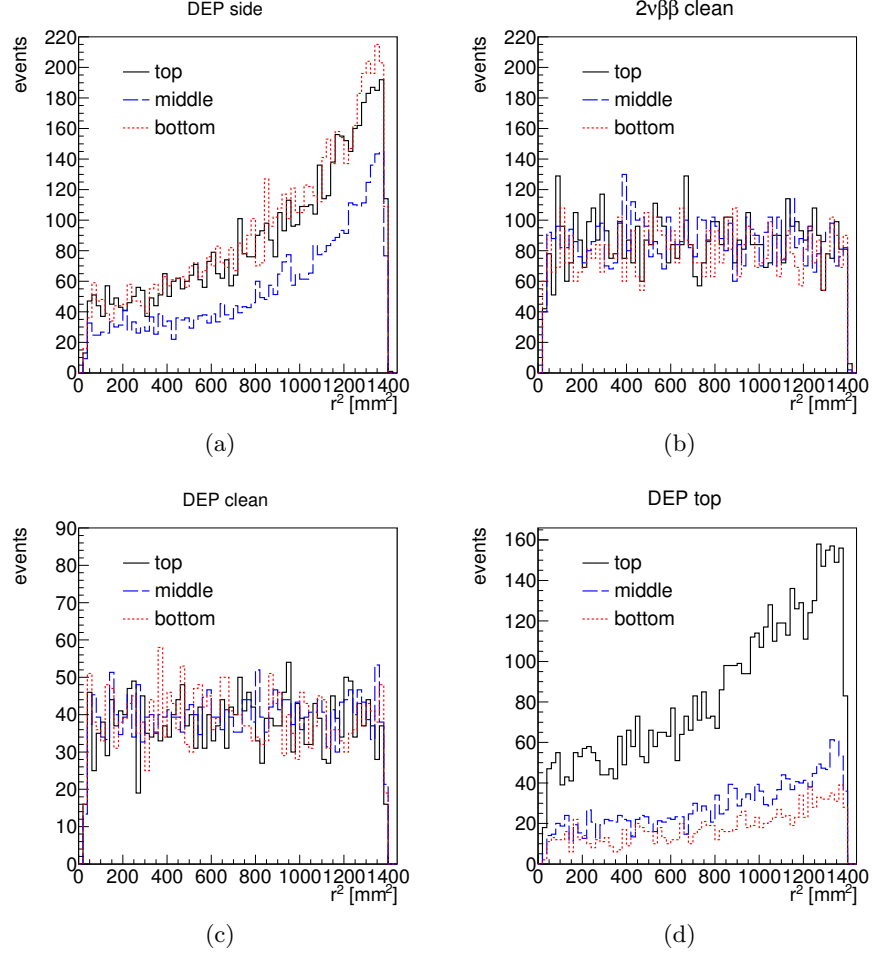 DEP side
events
220
200
180
160
140
120
100
80
60
40
20
0
top
middle
bottom
0 200 400 600 800 1000 1200 1400
r² [mm²]
(a)
2νββ clean
events
220
200
180
160
140
120
100
80
60
40
20
0
top
middle
bottom
0 200 400 600 800 1000 1200 1400
r² [mm²]
(b)
DEP clean
events
90
80
70
60
50
40
30
20
10
0
top
middle
bottom
0 200 400 600 800 1000 1200 1400
r² [mm²]
(c)
DEP top
events
160
140
120
100
80
60
40
20
0
top
middle
bottom
0 200 400 600 800 1000 1200 1400
r² [mm²]
(d)